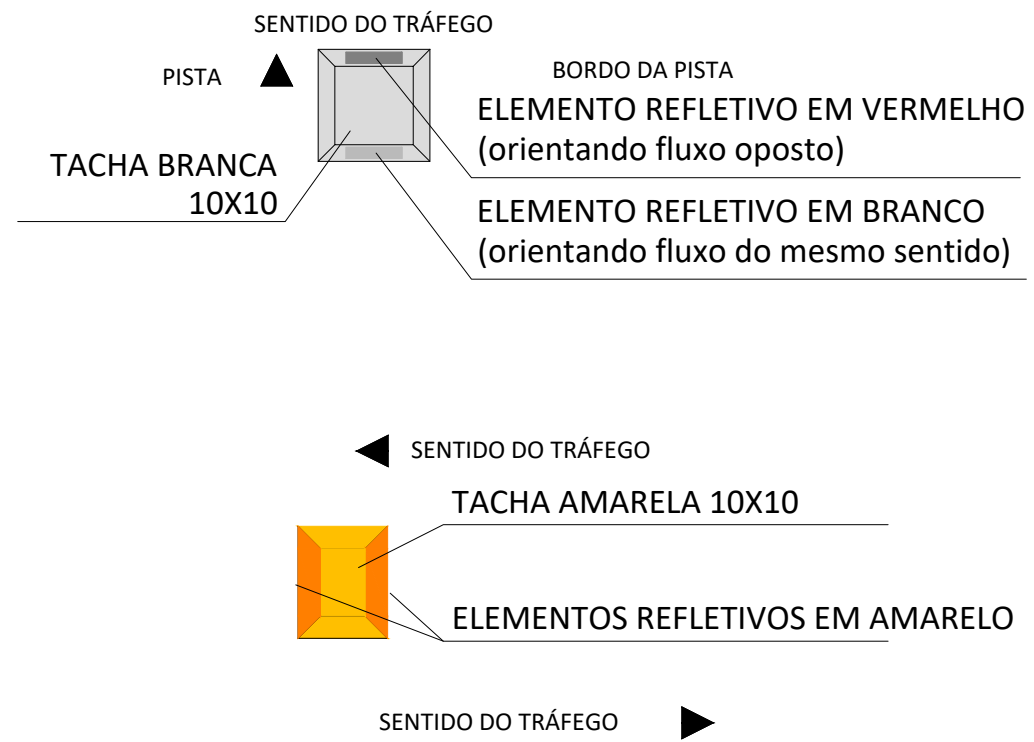 SENTIDO DO TRÁFEGO
PISTA
BORDO DA PISTA
ELEMENTO REFLETIVO EM VERMELHO
(orientando fluxo oposto)
TACHA BRANCA
10X10
ELEMENTO REFLETIVO EM BRANCO
(orientando fluxo do mesmo sentido)
SENTIDO DO TRÁFEGO
TACHA AMARELA 10X10
ELEMENTOS REFLETIVOS EM AMARELO
SENTIDO DO TRÁFEGO